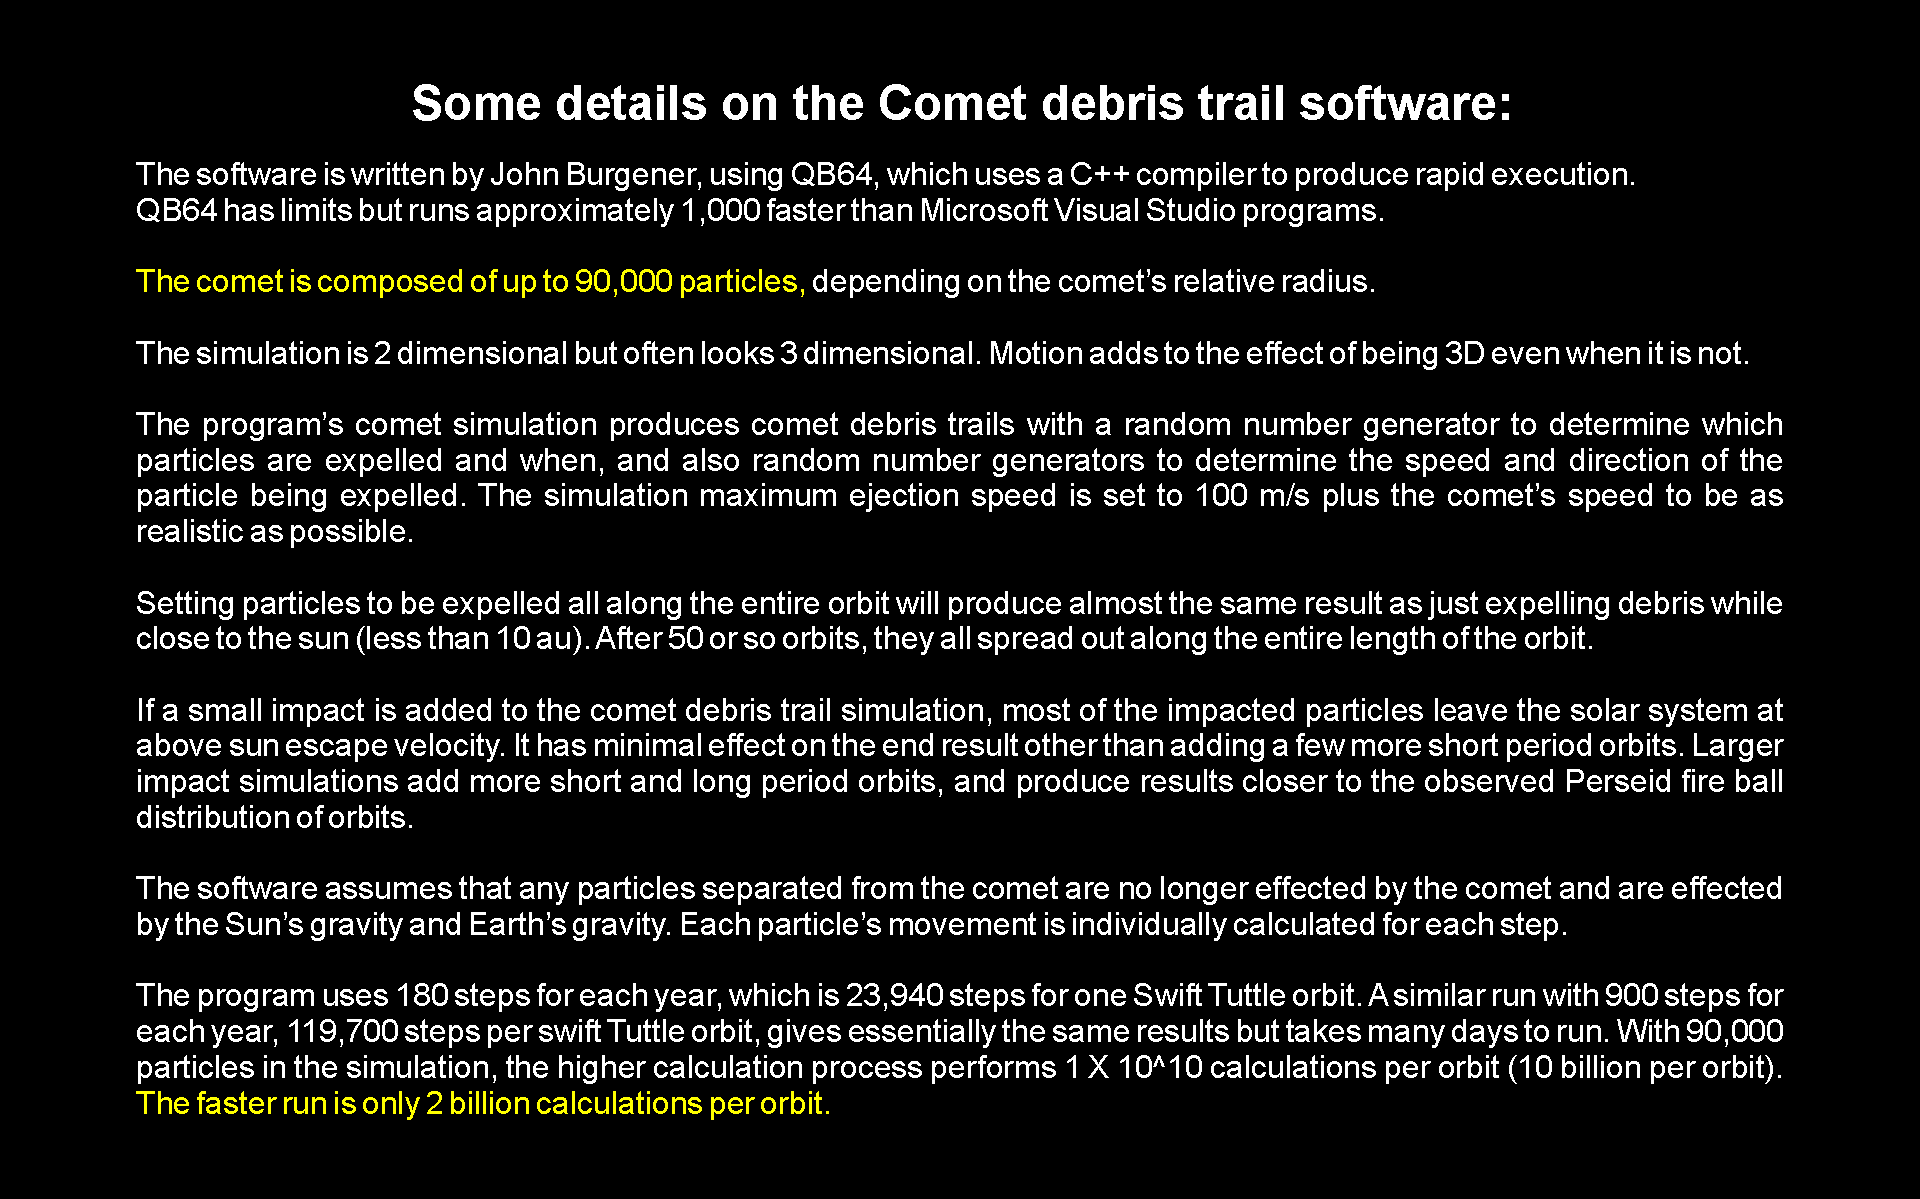 Some details on the Comet debris trail software:
The software is written by John Burgener, using QB64, which uses a C++ compiler to produce rapid execution.
QB64 has limits but runs approximately 1,000 faster than Microsoft Visual Studio programs.
The comet is composed of up to 90,000 particles, depending on the comet’s relative radius.
The simulation is 2 dimensional but often looks 3 dimensional. Motion adds to the effect of being 3D even when it is not.
The program’s comet simulation produces comet debris trails with a random number generator to determine which
particles are expelled and when, and also random number generators to determine the speed and direction of the
particle being expelled. The simulation maximum ejection speed is set to 100 m/s plus the comet’s speed to be as
realistic as possible.
Setting particles to be expelled all along the entire orbit will produce almost the same result as just expelling debris while
close to the sun (less than 10 au). After 50 or so orbits, they all spread out along the entire length of the orbit.
If a small impact is added to the comet debris trail simulation, most of the impacted particles leave the solar system at
above sun escape velocity. It has minimal effect on the end result other than adding a few more short period orbits. Larger
impact simulations add more short and long period orbits, and produce results closer to the observed Perseid fire ball
distribution of orbits.
The software assumes that any particles separated from the comet are no longer effected by the comet and are effected
by the Sun’s gravity and Earth’s gravity. Each particle’s movement is individually calculated for each step.
The program uses 180 steps for each year, which is 23,940 steps for one Swift Tuttle orbit. A similar run with 900 steps for
each year, 119,700 steps per swift Tuttle orbit, gives essentially the same results but takes many days to run. With 90,000
particles in the simulation, the higher calculation process performs 1 X 10^10 calculations per orbit (10 billion per orbit).
The faster run is only 2 billion calculations per orbit.